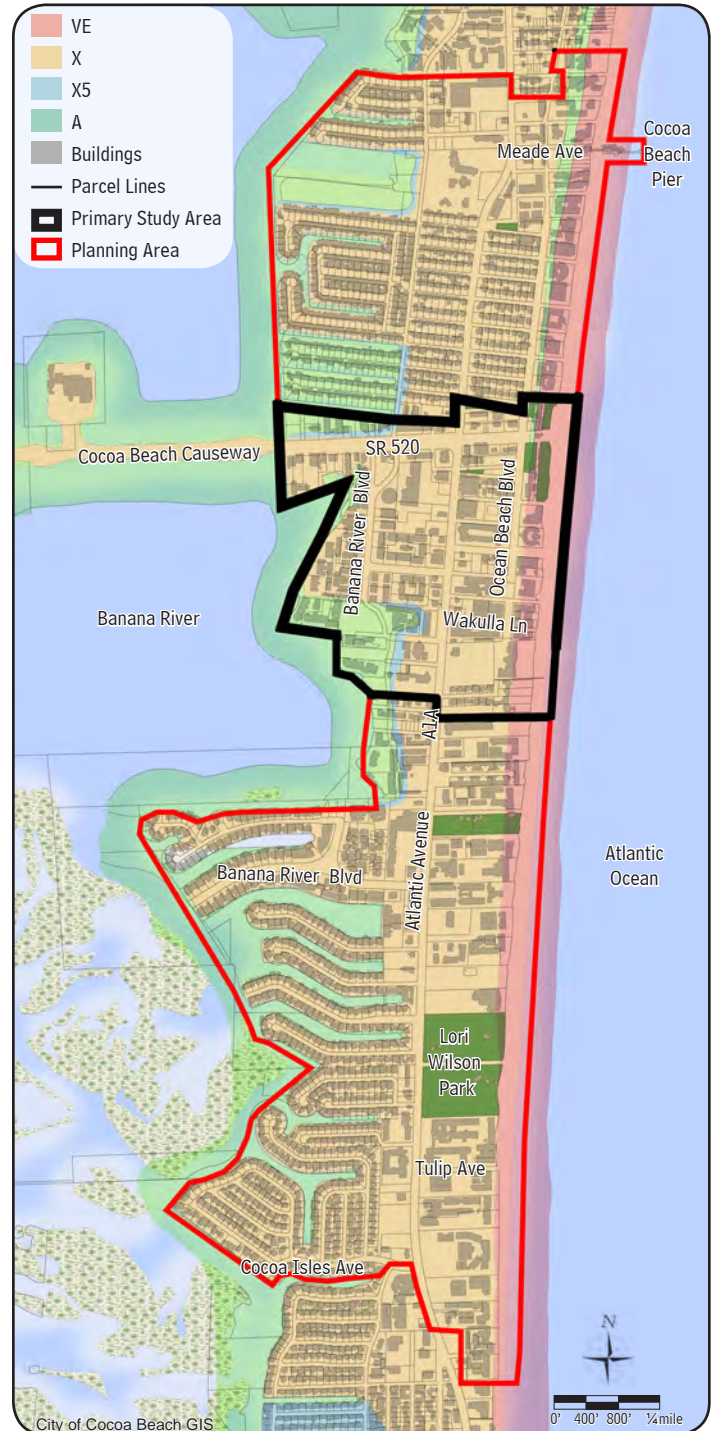 VE
X
X5
A
Buildings
Parcel Lines
Primary Study Area
Planning Area
Meade Ave
Cocoa
Beach
Pier
SR 520
Cocoa Beach Causeway
Banana River Blvd
Ocean Beach Blvd
Banana River
Wakulla Ln
A1A
Atlantic Avenue
Banana River Blvd
Atlantic
Ocean
Lori
Wilson
Park
Tulip Ave
Cocoa Isles Ave
N
0' 400' 800' ¼mile
City of Cocoa Beach GIS